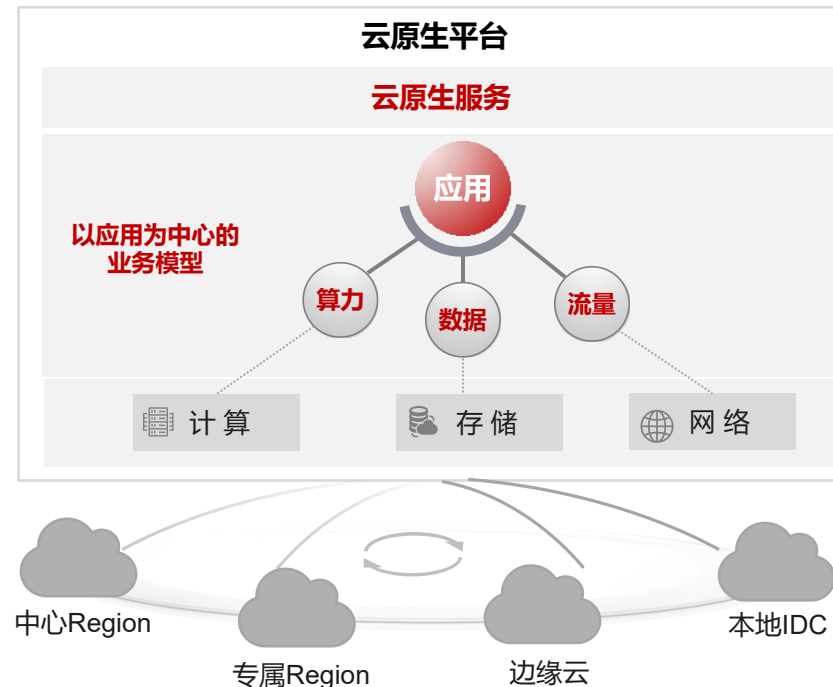 云原生平台
云原生服务
应用
以应用为中心的
业务模型
算力
数据
流量
计算
存储
网络
中心Region
专属Region
边缘云
本地IDC